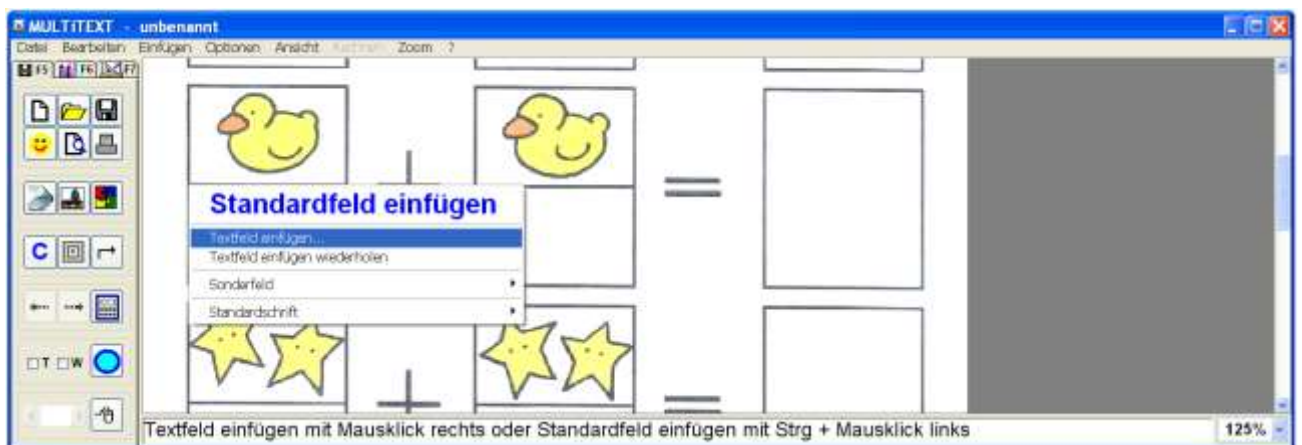 MULTiTEXT - unbenannt
Datei Bearbeiten Einfügen Optionen Ansicht Zoom ?
F5 F6 F7
Standardfeld einfügen
Textfeld einfügen...
Textfeld einfügen wiederholen
Sonderfeld
Standardschrift
C
T W
Textfeld einfügen mit Mausklick rechts oder Standardfeld einfügen mit Strg + Mausklick links
125%